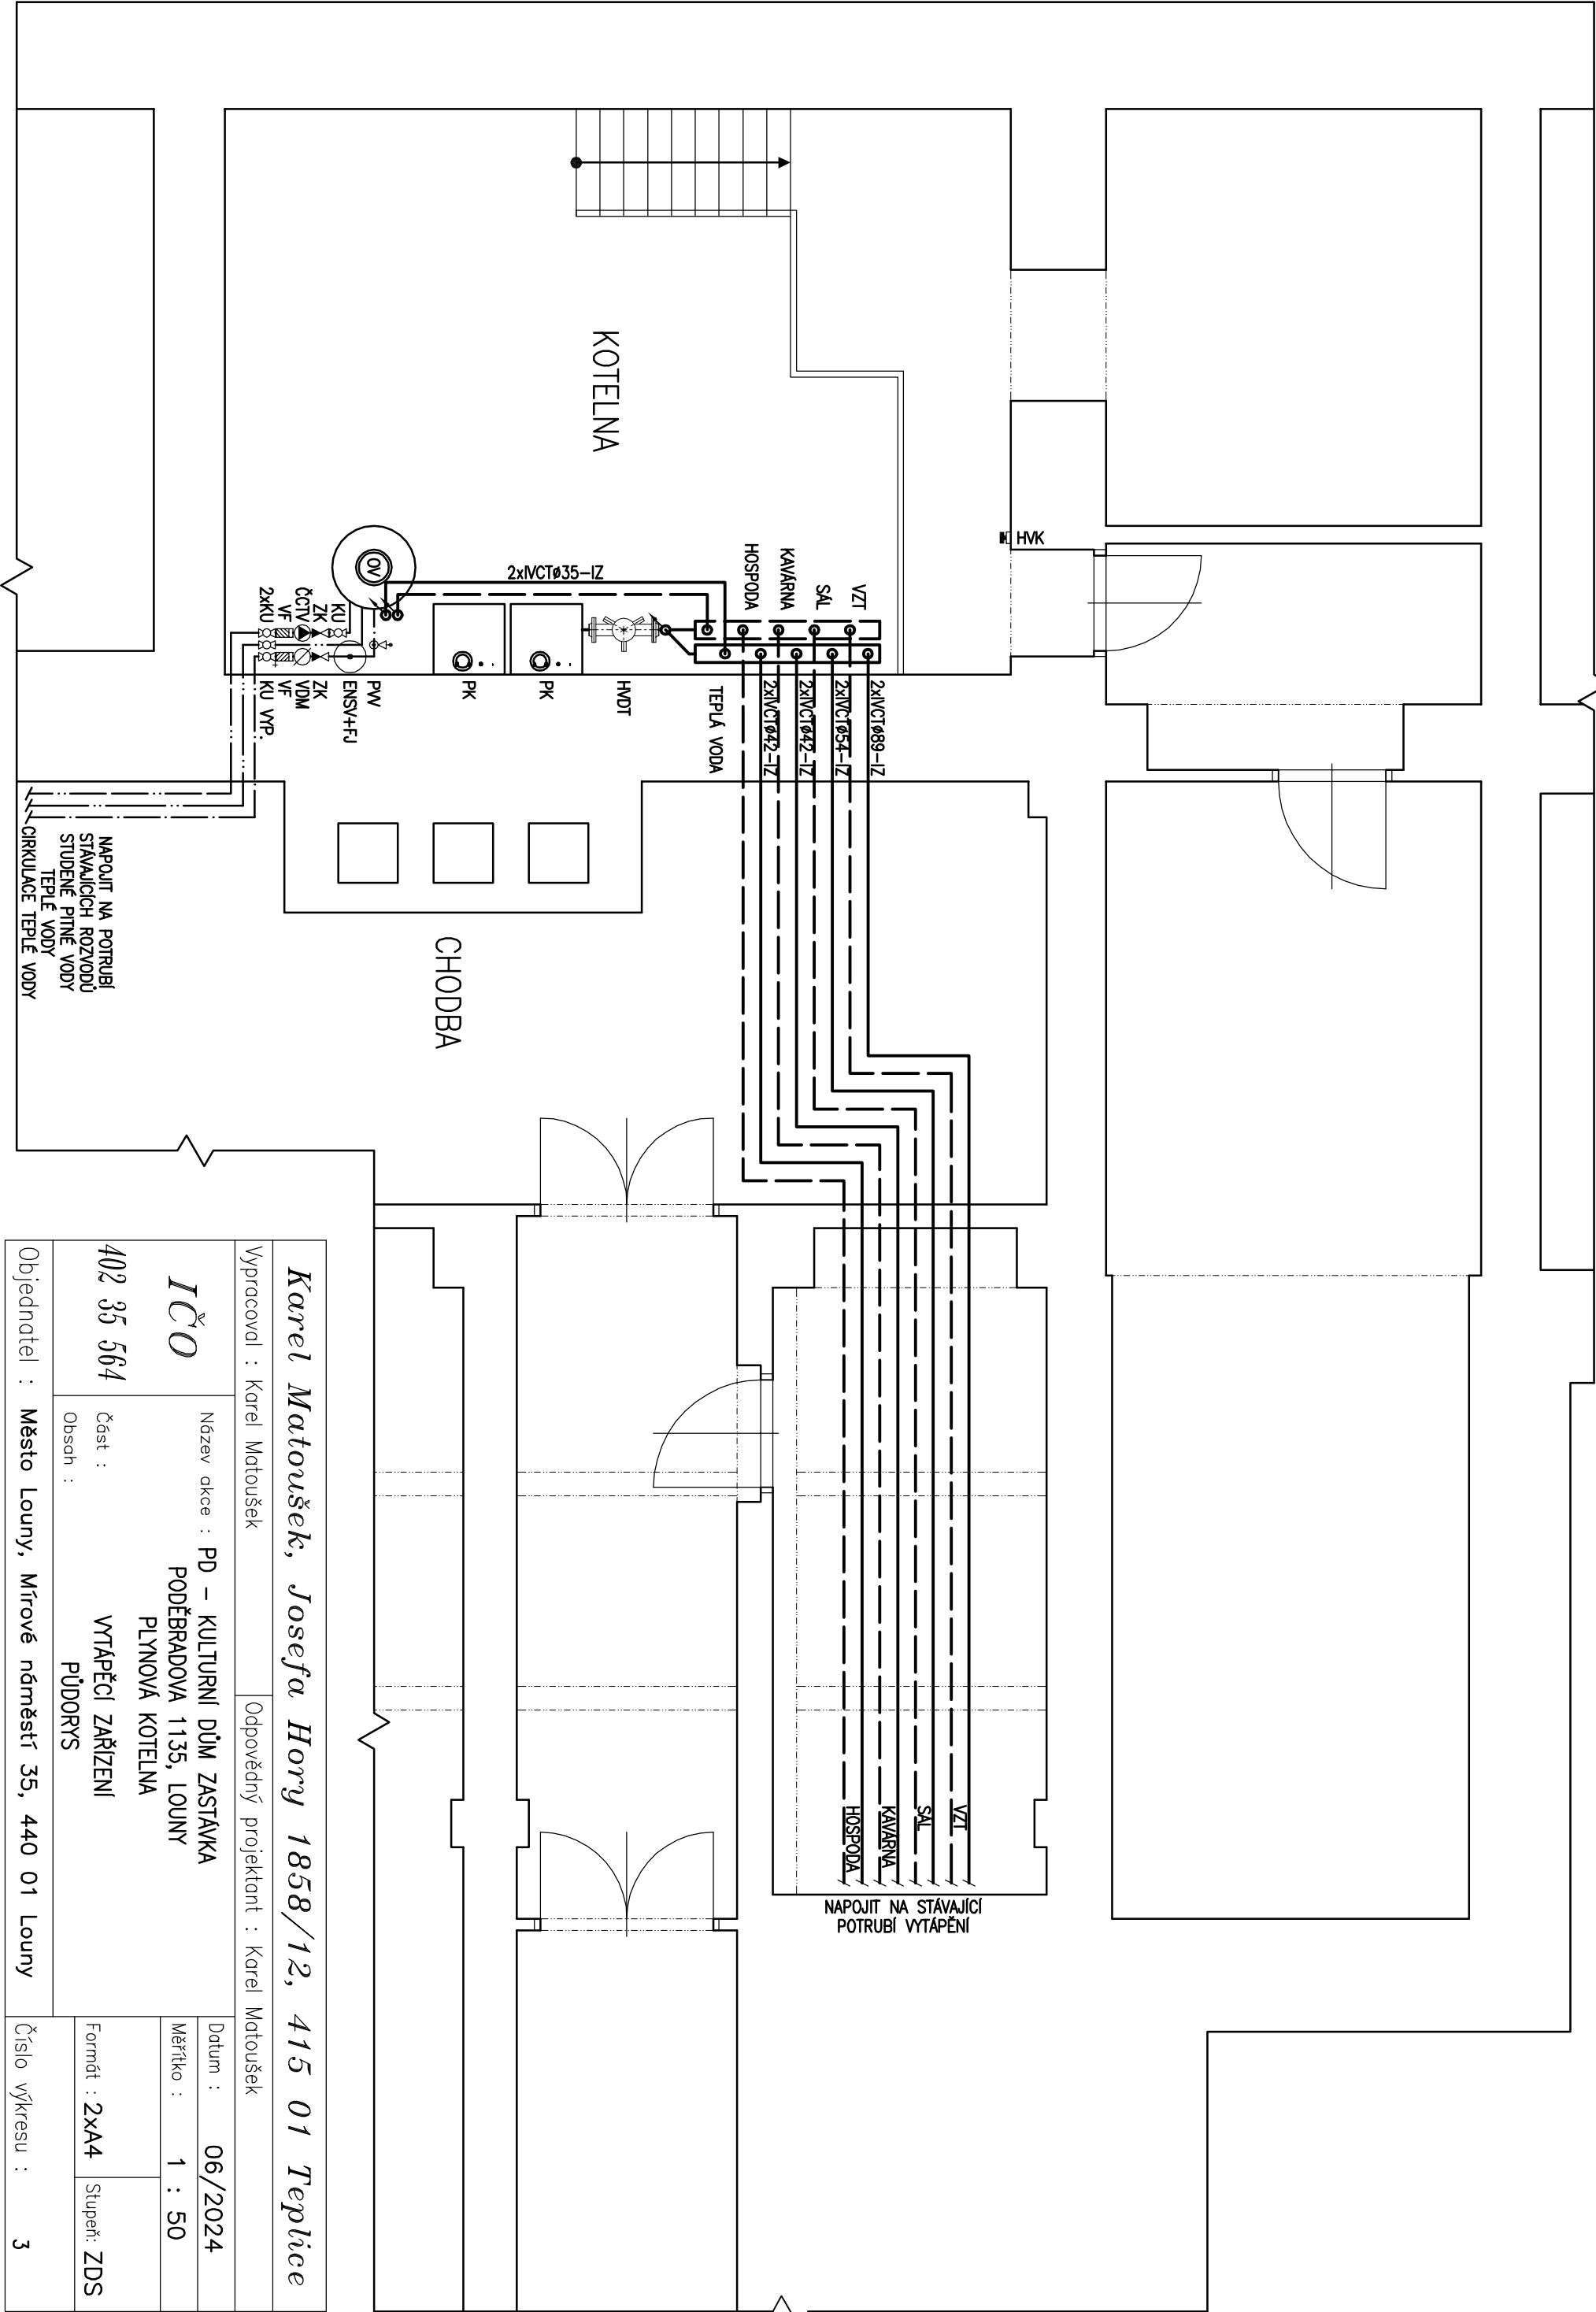 KOTELNA
HVK
OV
2xIVCTø35-IZ
HOSPODA
KAVÁRNA
SÁL
VZT
KU
ZK
ČCTV
VF
2xKU
PW
ENSV+FJ
ZK
VDM
VF
KU VYP.
PK
PK
HVDT
TEPLÁ VODA
2xIVCTø42-IZ
2xIVCTø42-IZ
2xIVCTø54-IZ
2xIVCTø89-IZ
NAPOJIT NA POTRUBÍ
STÁVAJÍCÍCH ROZVODŮ
STUDENÉ PITNÉ VODY
TEPLÉ VODY
CIRKULACE TEPLÉ VODY
CHODBA
VZT
SÁL
KAVÁRNA
HOSPODA
NAPOJIT NA STÁVAJÍCÍ
POTRUBÍ VYTÁPĚNÍ
Karel Matoušek, Josefa Hory 1858/12, 415 01 Teplice
Vypracoval : Karel Matoušek
Odpovědný projektant : Karel Matoušek
IČO
402 35 564
Název akce : PD - KULTURNÍ DŮM ZASTÁVKA
PODĚBRADOVA 1135, LOUNY
PLYNOVÁ KOTELNA
Část : VYTÁPĚCÍ ZAŘÍZENÍ
Obsah : PŮDORYS
Datum : 06/2024
Měřítko : 1 : 50
Formát : 2xA4
Stupeň: ZDS
Objednatel : Město Louny, Mírové náměstí 35, 440 01 Louny
Číslo výkresu : 3